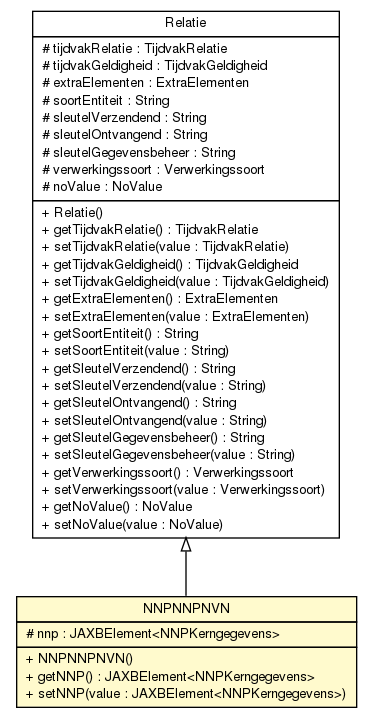 Relatie
# tijdvakRelatie : TijdvakRelatie
# tijdvakGeldigheid : TijdvakGeldigheid
# extraElementen : ExtraElementen
# soortEntiteit : String
# sleutelVerzendend : String
# sleutelOntvangend : String
# sleutelGegevensbeheer : String
# verwerkingssoort : Verwerkingssoort
# noValue : NoValue
+ Relatie()
+ getTijdvakRelatie() : TijdvakRelatie
+ setTijdvakRelatie(value : TijdvakRelatie)
+ getTijdvakGeldigheid() : TijdvakGeldigheid
+ setTijdvakGeldigheid(value : TijdvakGeldigheid)
+ getExtraElementen() : ExtraElementen
+ setExtraElementen(value : ExtraElementen)
+ getSoortEntiteit() : String
+ setSoortEntiteit(value : String)
+ getSleutelVerzendend() : String
+ setSleutelVerzendend(value : String)
+ getSleutelOntvangend() : String
+ setSleutelOntvangend(value : String)
+ getSleutelGegevensbeheer() : String
+ setSleutelGegevensbeheer(value : String)
+ getVerwerkingssoort() : Verwerkingssoort
+ setVerwerkingssoort(value : Verwerkingssoort)
+ getNoValue() : NoValue
+ setNoValue(value : NoValue)
NNPNNPNVN
# nnp : JAXBElement<NNPKerngegevens>
+ NNPNNPNVN()
+ getNNP() : JAXBElement<NNPKerngegevens>
+ setNNP(value : JAXBElement<NNPKerngegevens>)